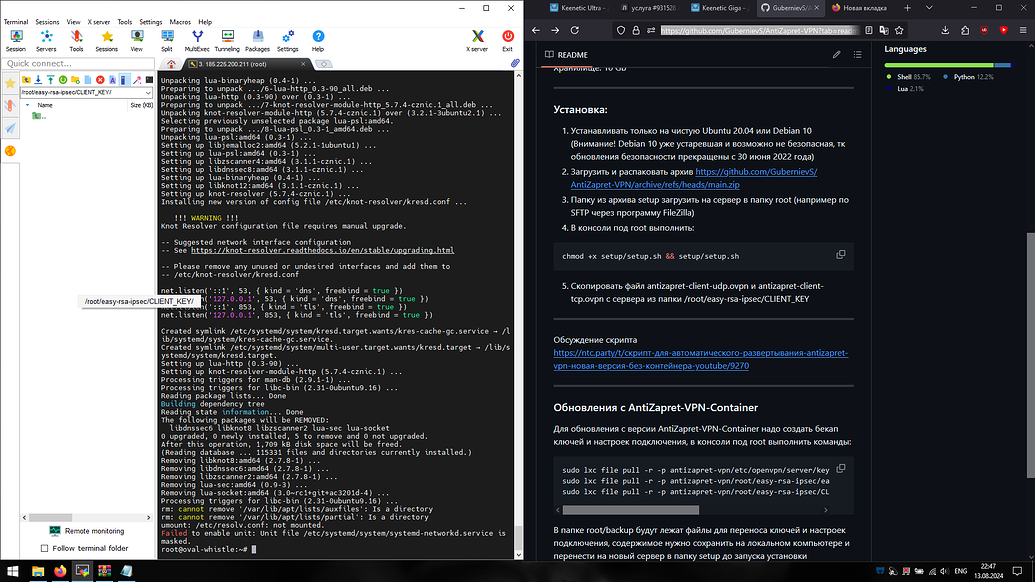 Terminal Sessions View X server Tools Settings Macros Help
Session Servers Tools Sessions View Split MultiExec Tunneling Packages Settings Help X server Exit
Quick connect...
3. 185.226.200.211 (root)
/root/easy-rsa-ipsec/CLIENT_KEY/
Name Size (KB)
..
/root/easy-rsa-ipsec/CLIENT_KEY/
Remote monitoring
Follow terminal folder
Unpacking lua-binaryheap (0.4-1) ...
Preparing to unpack .../6-lua-http_0.3-90_all.deb ...
Unpacking lua-http (0.3-90) over (0.3-1) ...
Preparing to unpack .../7-knot-resolver-module-http_5.7.4-cznic.1_all.deb ...
Unpacking knot-resolver-module-http (5.7.4-cznic.1) over (3.2.1-3ubuntu2.1) ...
Selecting previously unselected package lua-psl:amd64.
Preparing to unpack .../8-lua-psl_0.3-1_amd64.deb ...
Unpacking lua-psl:amd64 (0.3-1) ...
Setting up libjemalloc2:amd64 (5.2.1-1ubuntu1) ...
Setting up lua-psl:amd64 (0.3-1) ...
Setting up libzscanner4:amd64 (3.1.1-cznic.1) ...
Setting up libdnssec8:amd64 (3.1.1-cznic.1) ...
Setting up lua-binaryheap (0.4-1) ...
Setting up libknot12:amd64 (3.1.1-cznic.1) ...
Setting up knot-resolver (5.7.4-cznic.1) ...
Installing new version of config file /etc/knot-resolver/kresd.conf ...
!!! WARNING !!!
Knot Resolver configuration file requires manual upgrade.
-- Suggested network interface configuration
-- See https://knot-resolver.readthedocs.io/en/stable/upgrading.html
-- Please remove any unused or undesired interfaces and add them to
-- /etc/knot-resolver/kresd.conf
net.listen('::1', 53, { kind = 'dns', freebind = true })
en('127.0.0.1', 53, { kind = 'dns', freebind = true })
en('::1', 853, { kind = 'tls', freebind = true })
net.listen('127.0.0.1', 853, { kind = 'tls', freebind = true })
Created symlink /etc/systemd/system/kresd.target.wants/kres-cache-gc.service → /l
ib/systemd/system/kres-cache-gc.service.
Created symlink /etc/systemd/system/multi-user.target.wants/kresd.target → /lib/s
ystemd/system/kresd.target.
Setting up lua-http (0.3-90) ...
Setting up knot-resolver-module-http (5.7.4-cznic.1) ...
Processing triggers for man-db (2.9.1-1) ...
Processing triggers for libc-bin (2.31-0ubuntu9.16) ...
Reading package lists... Done
Building dependency tree
Reading state information... Done
The following packages will be REMOVED:
libdnssec6 libknot8 libzscanner2 lua-sec lua-socket
0 upgraded, 0 newly installed, 5 to remove and 0 not upgraded.
After this operation, 1,709 kB disk space will be freed.
(Reading database ... 115331 files and directories currently installed.)
Removing libknot8:amd64 (2.7.8-1) ...
Removing libdnssec6:amd64 (2.7.8-1) ...
Removing libzscanner2:amd64 (2.7.8-1) ...
Removing lua-sec:amd64 (0.9-3) ...
Removing lua-socket:amd64 (3.0~rc1+git+ac3201d-4) ...
Processing triggers for libc-bin (2.31-0ubuntu9.16) ...
rm: cannot remove '/var/lib/apt/lists/auxfiles': Is a directory
rm: cannot remove '/var/lib/apt/lists/partial': Is a directory
umount: /etc/resolv.conf: not mounted.
Failed to enable unit: Unit file /etc/systemd/system/systemd-networkd.service is
masked.
root@oval-whistle:~#
Keenetic Ultra – услуга #931528 Keenetic Giga – GubernievS/ Новая вкладка
https://github.com/GubernievS/AntiZapret-VPN?tab=readm
README
Хранилище: 10 GB
Установка:
1. Устанавливать только на чистую Ubuntu 20.04 или Debian 10
(Внимание! Debian 10 уже устаревшая и возможно не безопасная, тк
обновления безопасности прекращены с 30 июня 2022 года)
2. Загрузить и распаковать архив https://github.com/GubernievS/
AntiZapret-VPN/archive/refs/heads/main.zip
3. Папку из архива setup загрузить на сервер в папку root (например по
SFTP через программу FileZilla)
4. В консоли под root выполнить:
chmod +x setup/setup.sh && setup/setup.sh
5. Скопировать файл antizapret-client-udp.ovpn и antizapret-client-
tcp.ovpn с сервера из папки /root/easy-rsa-ipsec/CLIENT_KEY
Обсуждение скрипта
https://ntc.party/t/скрипт-для-автоматического-развертывания-antizapret-
vpn-новая-версия-без-контейнера-youtube/9270
Обновления с AntiZapret-VPN-Container
Для обновления с версии AntiZapret-VPN-Container надо создать бекап
ключей и настроек подключения, в консоли под root выполнить команды:
sudo lxc file pull -r -p antizapret-vpn/etc/openvpn/server/key
sudo lxc file pull -r -p antizapret-vpn/root/easy-rsa-ipsec/ea
sudo lxc file pull -r -p antizapret-vpn/root/easy-rsa-ipsec/CL
В папке root/backup будут лежат файлы для переноса ключей и настроек
подключения, содержимое нужно сохранить на локальном компьютере и
перенести на новый сервер в папку setup до запуска установки
Languages
Shell 85.7% Python 12.2%
Lua 2.1%
ENG 22:47
13.08.2024